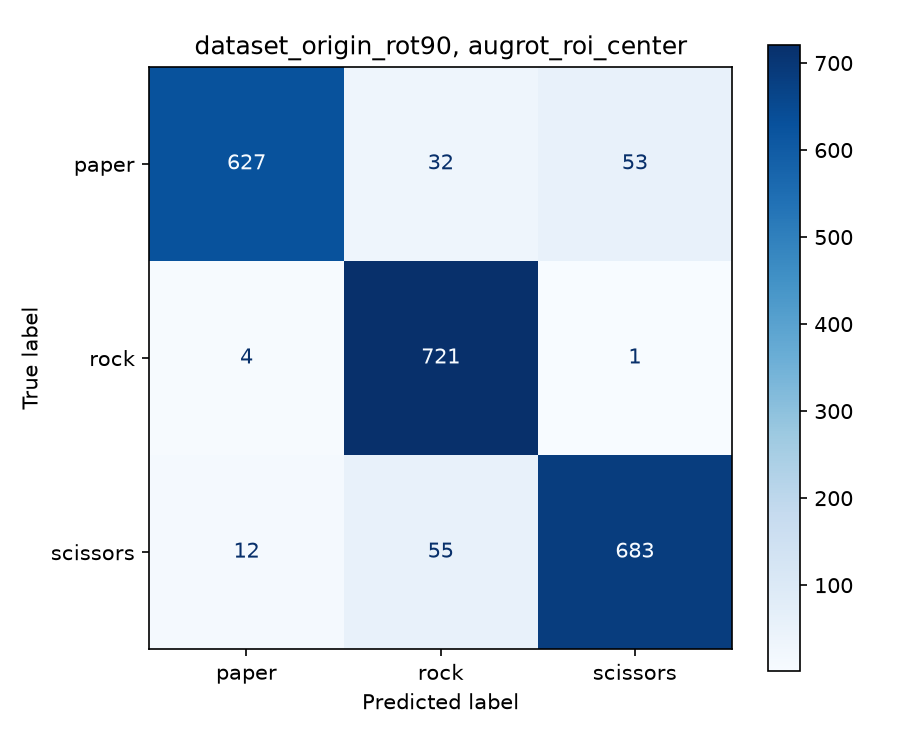 dataset_origin_rot90, augrot_roi_center
700
600
500
400
300
200
100
True label
paper
627
32
53
rock
4
721
1
scissors
12
55
683
paper
rock
scissors
Predicted label